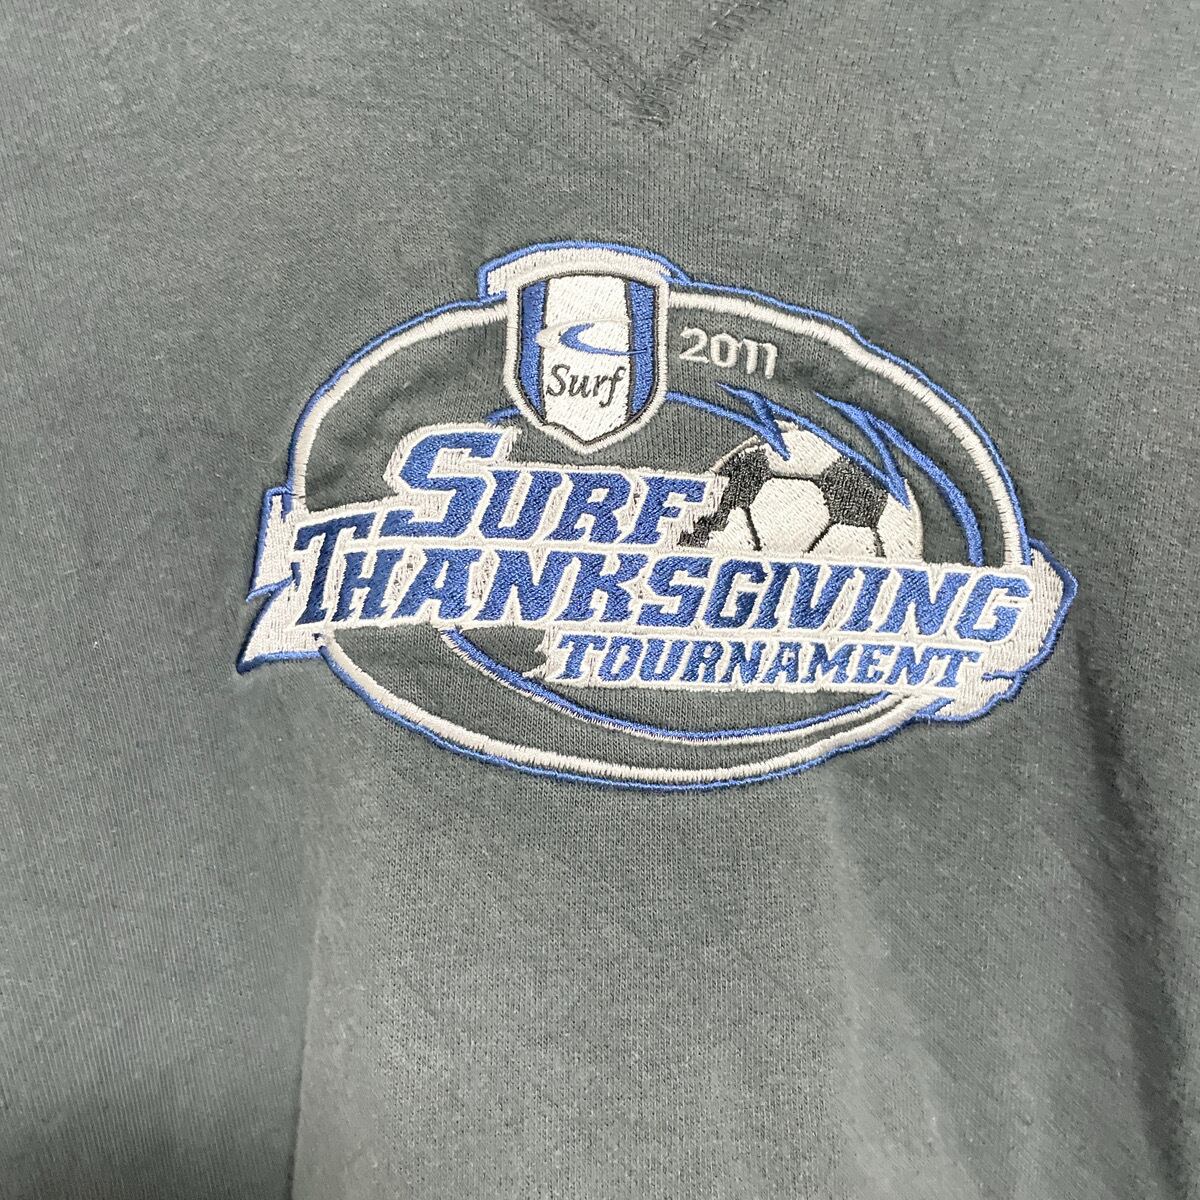 2011
Surf
SURF
THANKSGIVING
TOURNAMENT